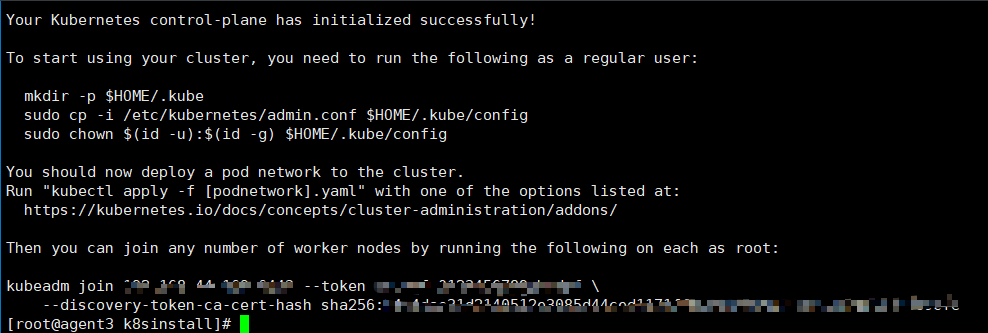 Your Kubernetes control-plane has initialized successfully!
To start using your cluster, you need to run the following as a regular user:
mkdir -p $HOME/.kube
sudo cp -i /etc/kubernetes/admin.conf $HOME/.kube/config
sudo chown $(id -u):$(id -g) $HOME/.kube/config
You should now deploy a pod network to the cluster.
Run "kubectl apply -f [podnetwork].yaml" with one of the options listed at:
https://kubernetes.io/docs/concepts/cluster-administration/addons/
Then you can join any number of worker nodes by running the following on each as root:
kubeadm join --token \
--discovery-token-ca-cert-hash sha256:
[root@agent3 k8sinstall]#